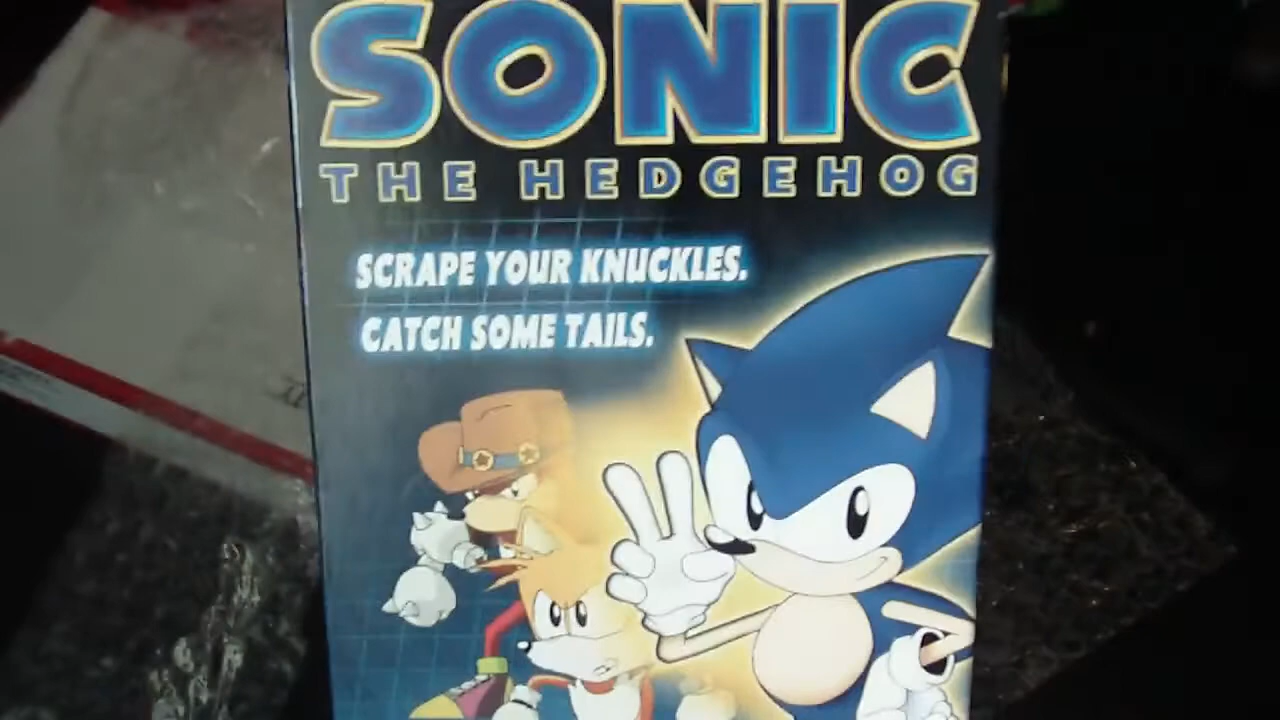 SONIC
THE HEDGEHOG
SCRAPE YOUR KNUCKLES.
CATCH SOME TAILS.